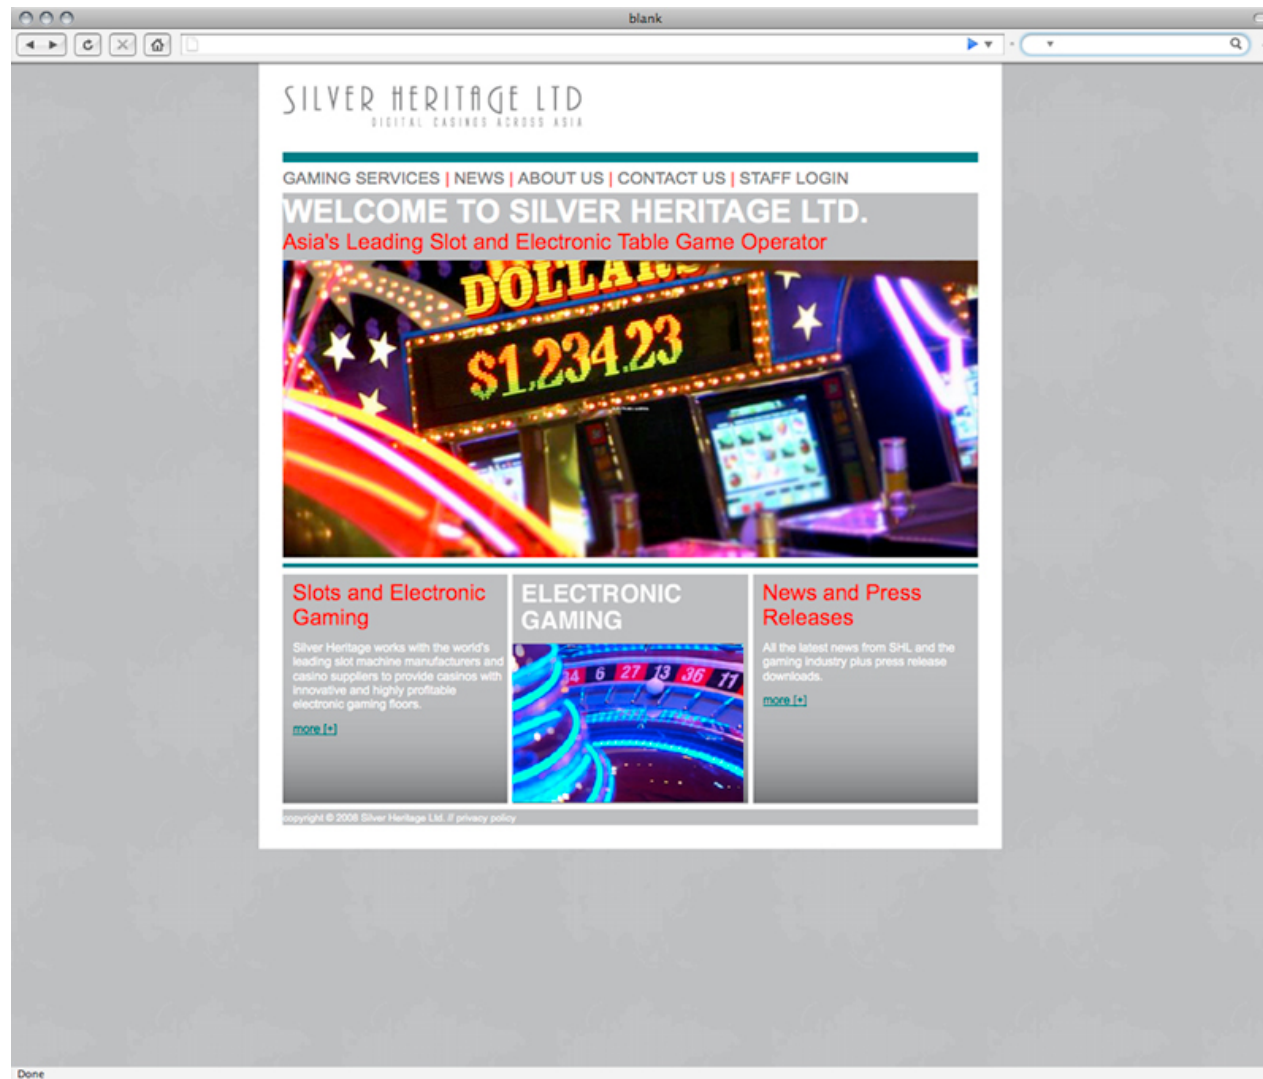 blank
SILVER HERITAGE LTD
DIGITAL CASINOS ACROSS ASIA
GAMING SERVICES | NEWS | ABOUT US | CONTACT US | STAFF LOGIN
WELCOME TO SILVER HERITAGE LTD.
Asia's Leading Slot and Electronic Table Game Operator
DOLLARS
$1,234,23
Slots and Electronic
Gaming
Silver Heritage works with the world's
leading slot machine manufacturers and
casino suppliers to provide casinos with
innovative and highly profitable
electronic gaming floors.
more [+]
ELECTRONIC
GAMING
34 6 27 13 36 11
News and Press
Releases
All the latest news from SHL and the
gaming industry plus press release
downloads.
more [+]
copyright © 2008 Silver Heritage Ltd. // privacy policy
Done